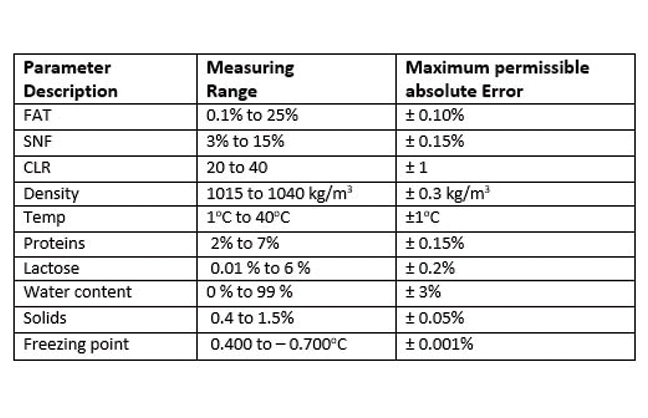 Parameter Description Measuring Range Maximum permissible absolute Error
FAT 0.1% to 25% ± 0.10%
SNF 3% to 15% ± 0.15%
CLR 20 to 40 ± 1
Density 1015 to 1040 kg/m³ ± 0.3 kg/m³
Temp 1°C to 40°C ±1°C
Proteins 2% to 7% ± 0.15%
Lactose 0.01 % to 6 % ± 0.2%
Water content 0 % to 99 % ± 3%
Solids 0.4 to 1.5% ± 0.05%
Freezing point 0.400 to – 0.700°C ± 0.001%